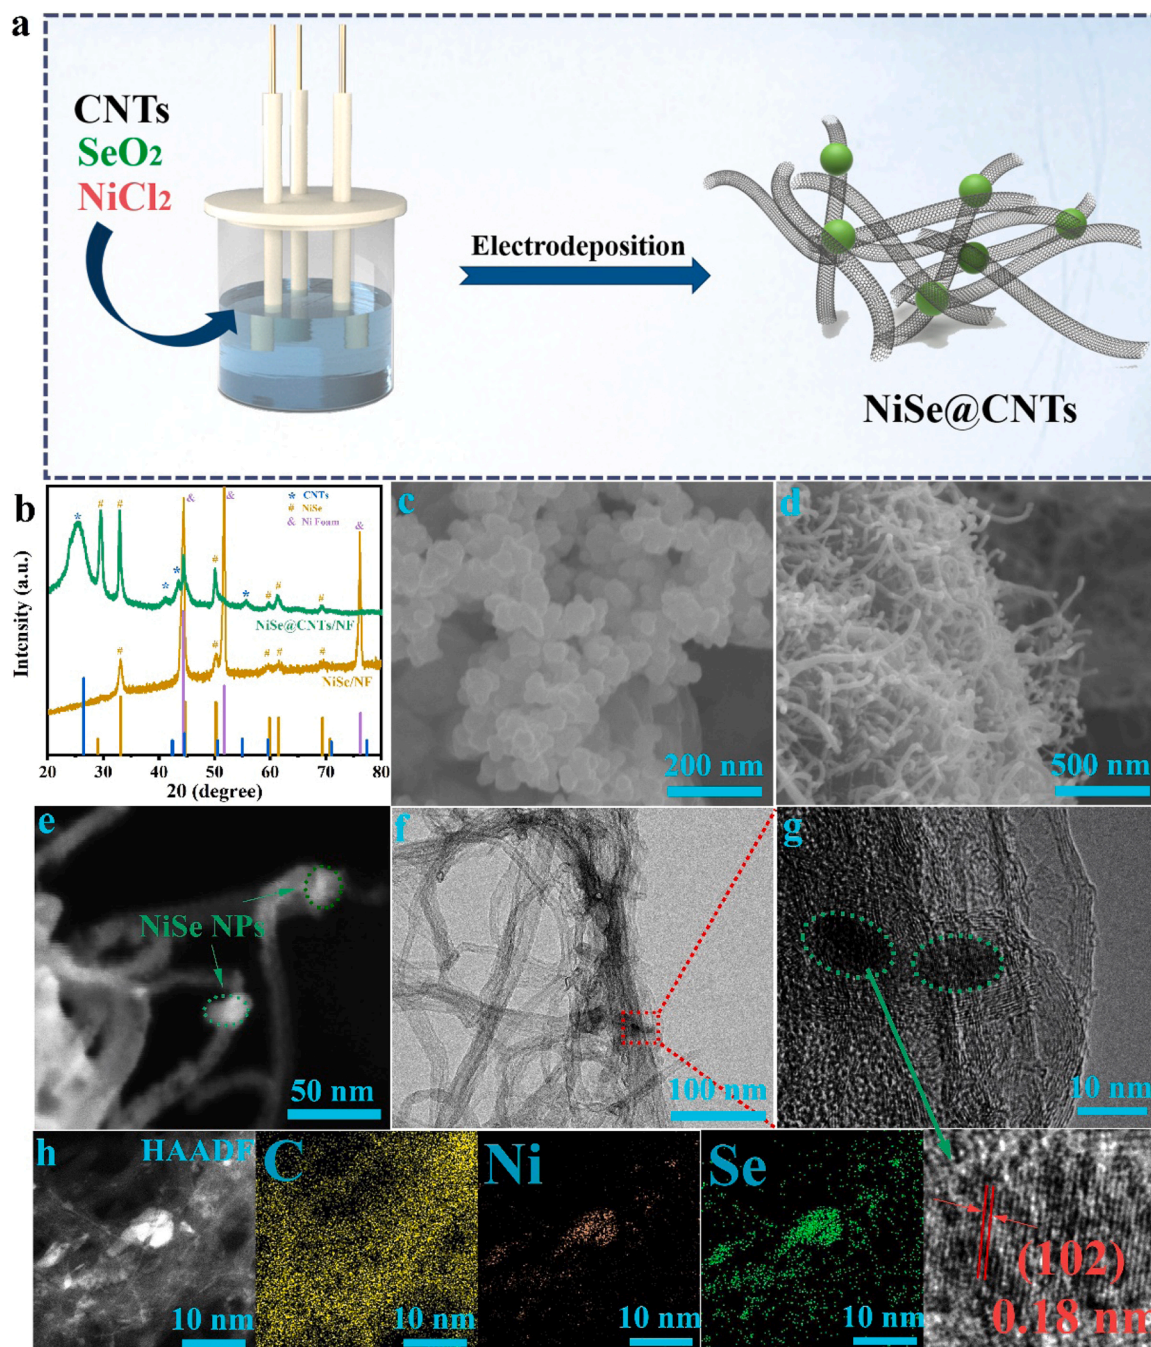 a
CNTs
SeO2
NiCl2
Electrodeposition
NiSe@CNTs
b
Intensity (a.u.)
* CNTs
# NiSe
& Ni Foam
* # # * * & # & * # # # &
NiSe@CNTs/NF
# # # # #
NiSe/NF
20 30 40 50 60 70 80
2θ (degree)
c
200 nm
d
500 nm
e
NiSe NPs
50 nm
f
100 nm
g
10 nm
h
HAADF
10 nm
C
10 nm
Ni
10 nm
Se
10 nm
(102)
0.18 nm